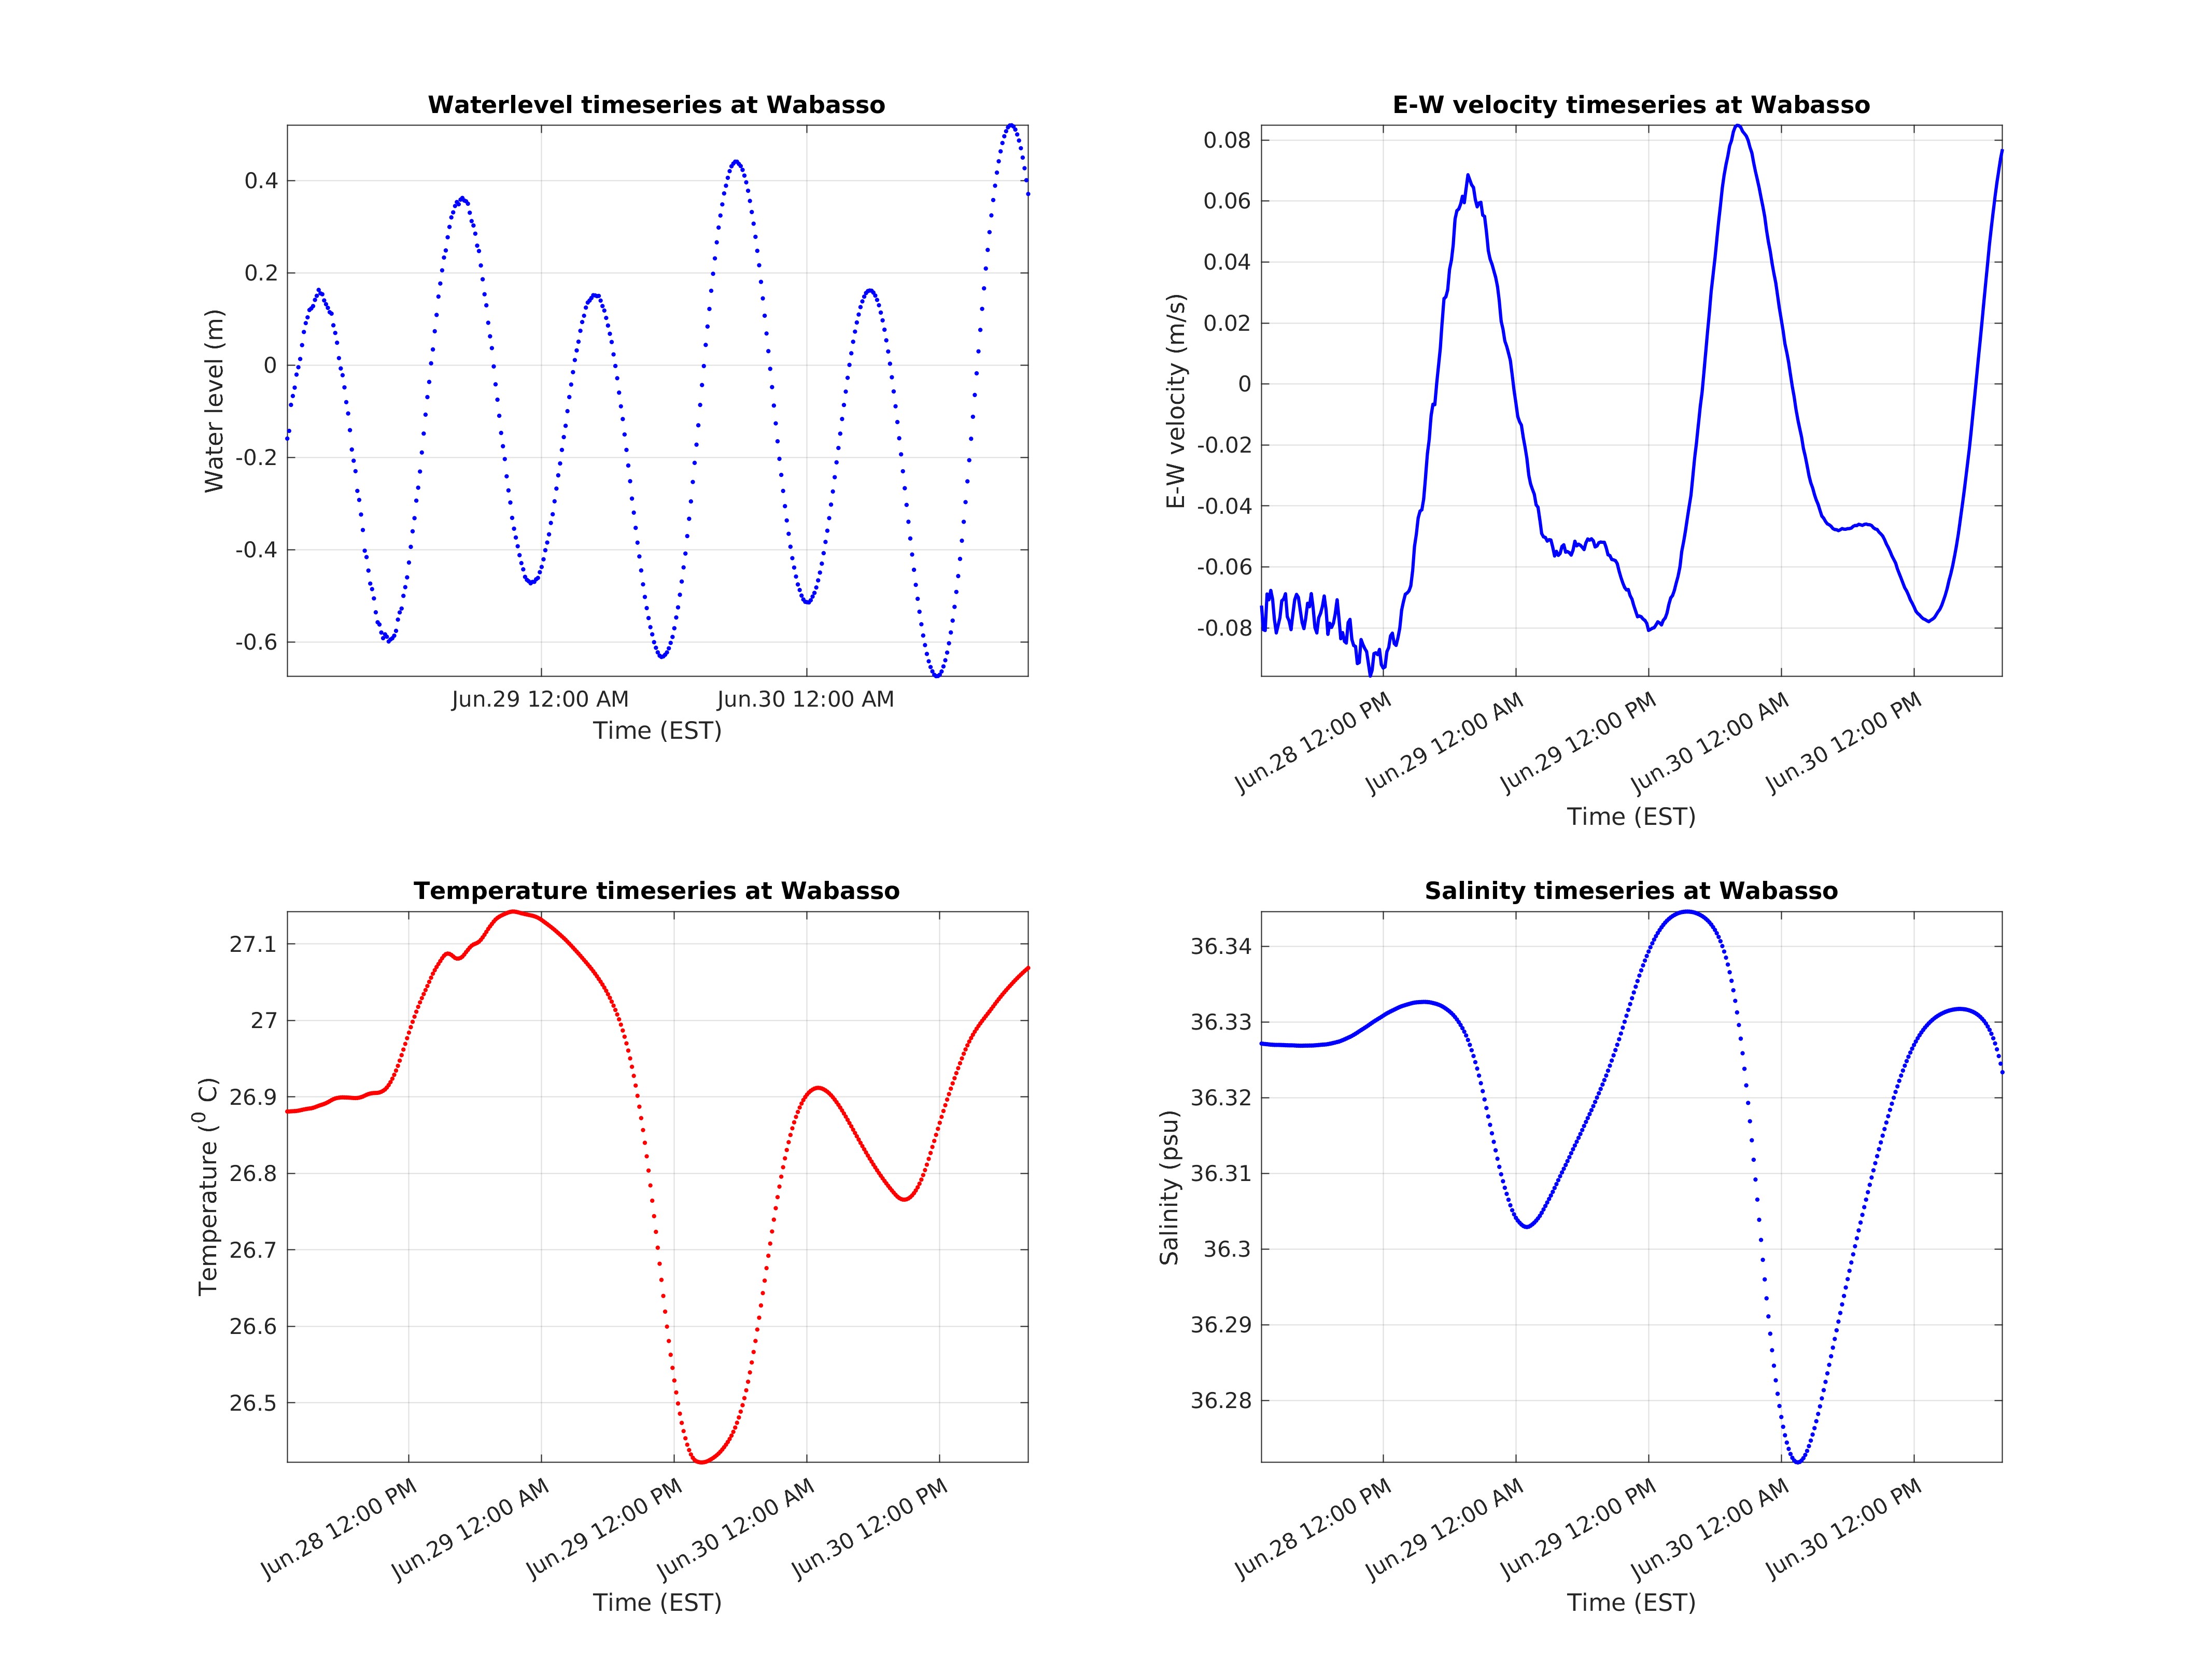 Waterlevel timeseries at Wabasso
0.4
0.2
0
-0.2
-0.4
-0.6
Water level (m)
Jun.29 12:00 AM
Jun.30 12:00 AM
Time (EST)
E-W velocity timeseries at Wabasso
0.08
0.06
0.04
0.02
0
-0.02
-0.04
-0.06
-0.08
E-W velocity (m/s)
Jun.28 12:00 PM
Jun.29 12:00 AM
Jun.29 12:00 PM
Jun.30 12:00 AM
Jun.30 12:00 PM
Time (EST)
Temperature timeseries at Wabasso
27.1
27
26.9
26.8
26.7
26.6
26.5
Temperature (⁰ C)
Jun.28 12:00 PM
Jun.29 12:00 AM
Jun.29 12:00 PM
Jun.30 12:00 AM
Jun.30 12:00 PM
Time (EST)
Salinity timeseries at Wabasso
36.34
36.33
36.32
36.31
36.3
36.29
36.28
Salinity (psu)
Jun.28 12:00 PM
Jun.29 12:00 AM
Jun.29 12:00 PM
Jun.30 12:00 AM
Jun.30 12:00 PM
Time (EST)